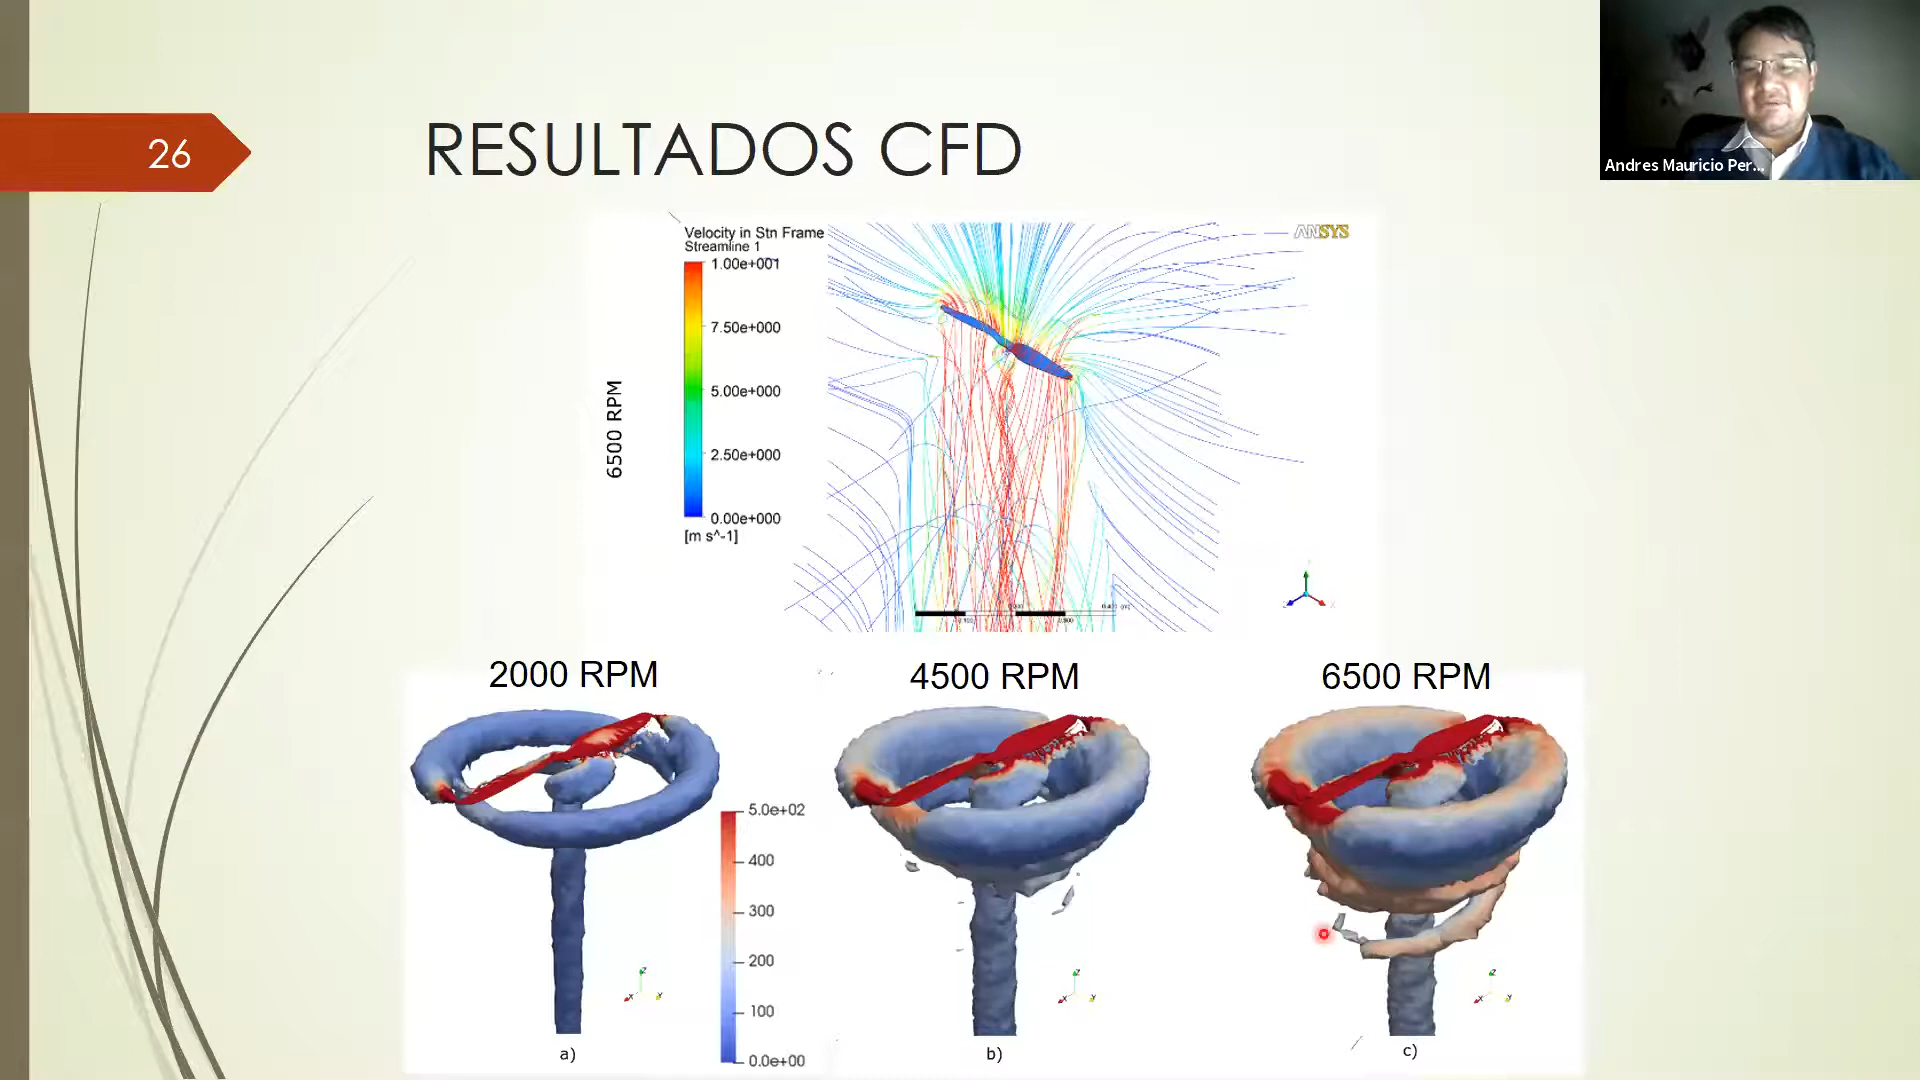 26
RESULTADOS CFD
Andres Mauricio Per...
Velocity in Stn Frame
Streamline 1
1.00e+001
7.50e+000
5.00e+000
2.50e+000
0.00e+000
[m s^-1]
6500 RPM
ANSYS
2000 RPM
4500 RPM
6500 RPM
5.0e+02
400
300
200
100
0.0e+00
Z
X
Y
Z
X
Y
Z
X
Y
a)
b)
c)